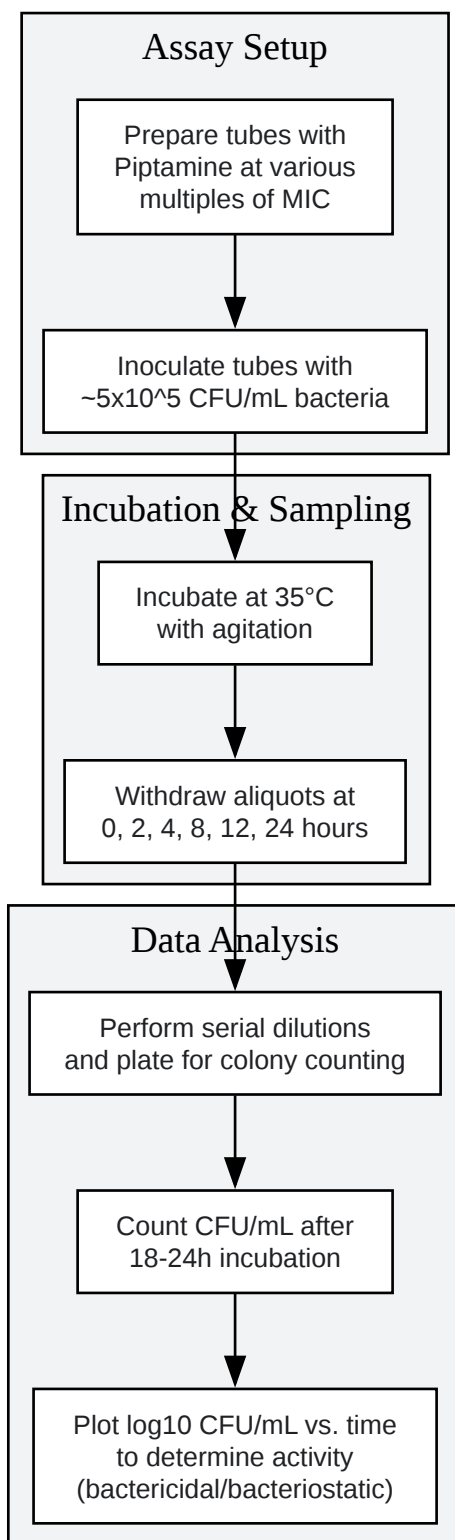 Assay Setup
Prepare tubes with
Piptamine at various
multiples of MIC
Inoculate tubes with
~5x10^5 CFU/mL bacteria
Incubation & Sampling
Incubate at 35°C
with agitation
Withdraw aliquots at
0, 2, 4, 8, 12, 24 hours
Data Analysis
Perform serial dilutions
and plate for colony counting
Count CFU/mL after
18-24h incubation
Plot log10 CFU/mL vs. time
to determine activity
(bactericidal/bacteriostatic)